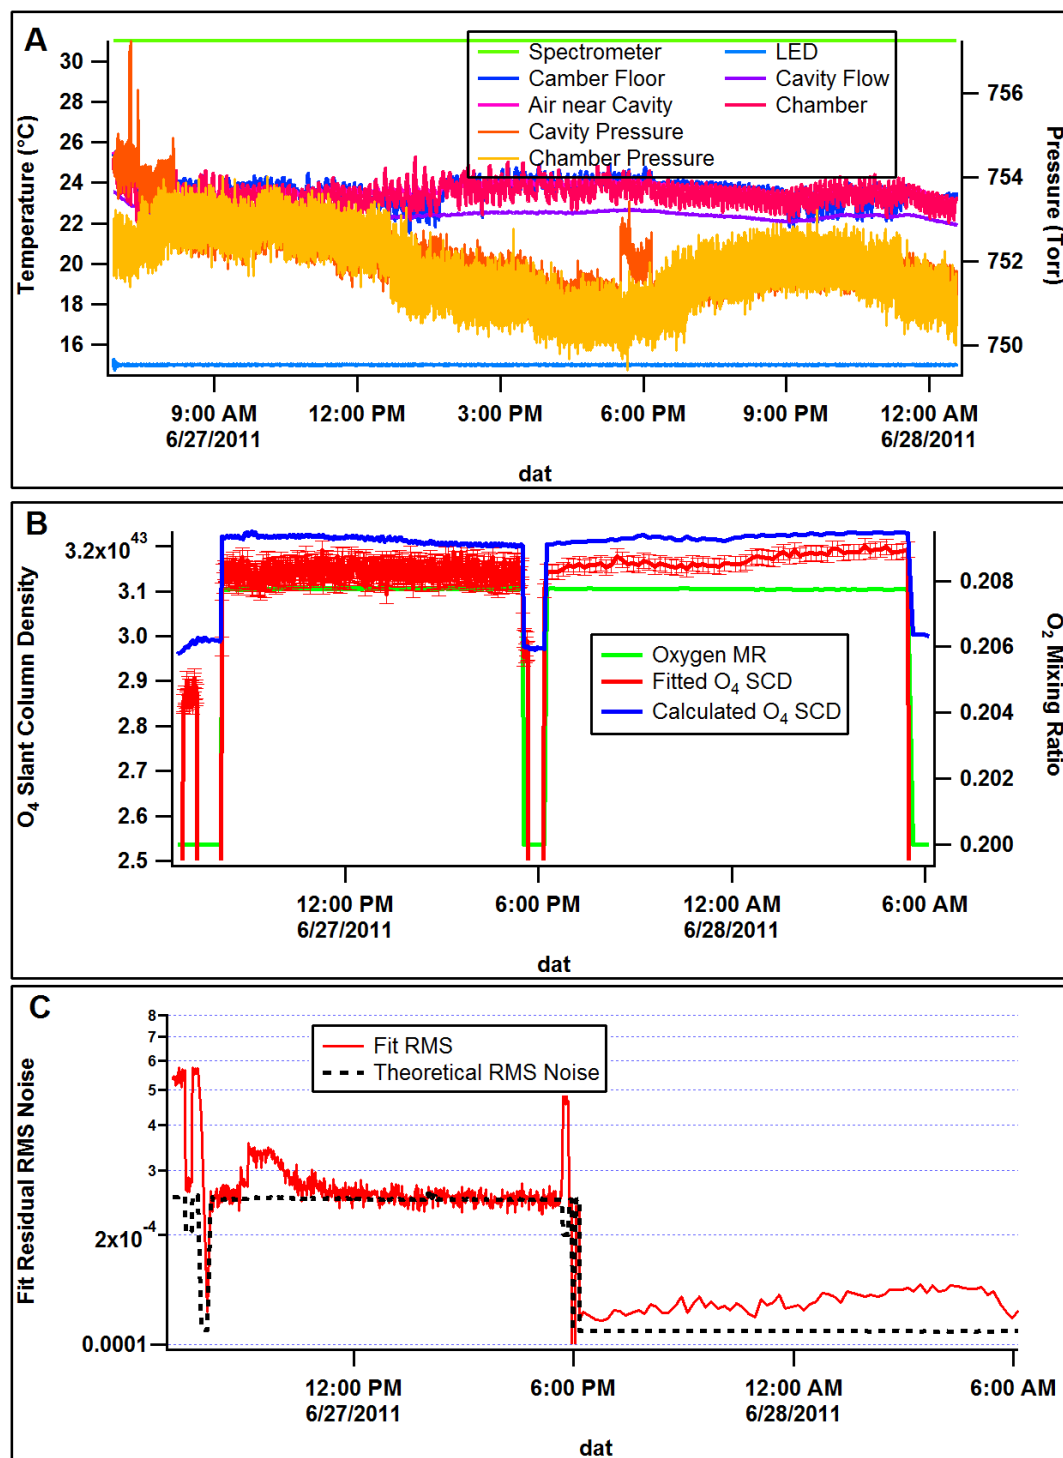 A
Temperature (°C)
30
28
26
24
22
20
18
16
Spectrometer
LED
Camber Floor
Cavity Flow
Air near Cavity
Chamber
Cavity Pressure
Chamber Pressure
756
754
752
750
Pressure (Torr)
9:00 AM
6/27/2011
12:00 PM
3:00 PM
6:00 PM
9:00 PM
12:00 AM
6/28/2011
dat
B
O4 Slant Column Density
3.2x10^43
3.1
3.0
2.9
2.8
2.7
2.6
2.5
Oxygen MR
Fitted O4 SCD
Calculated O4 SCD
0.208
0.206
0.204
0.202
0.200
O2 Mixing Ratio
12:00 PM
6/27/2011
6:00 PM
12:00 AM
6/28/2011
6:00 AM
dat
C
Fit Residual RMS Noise
8
7
6
5
4
3
2x10^-4
0.0001
Fit RMS
Theoretical RMS Noise
12:00 PM
6/27/2011
6:00 PM
12:00 AM
6/28/2011
6:00 AM
dat